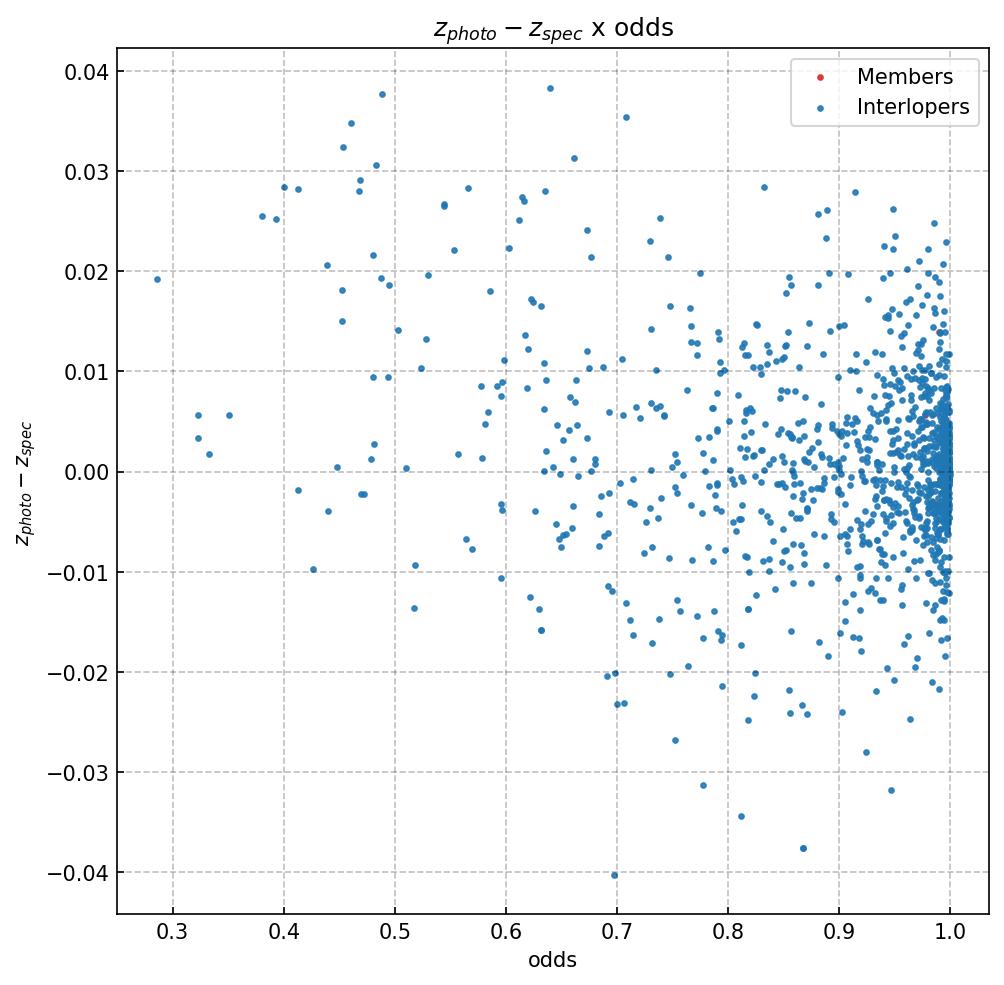 z_photo − z_spec x odds
Members
Interlopers
z_photo − z_spec
0.04
0.03
0.02
0.01
0.00
−0.01
−0.02
−0.03
−0.04
0.3 0.4 0.5 0.6 0.7 0.8 0.9 1.0
odds